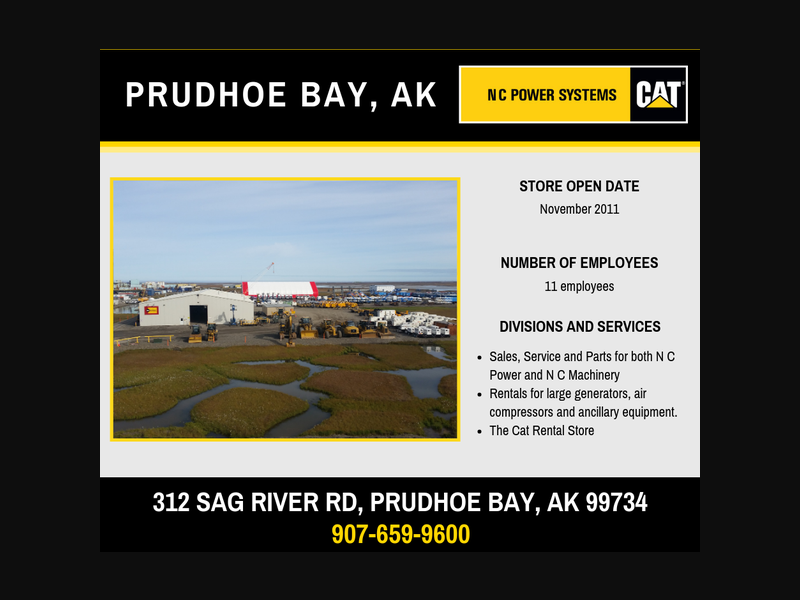 PRUDHOE BAY, AK
N C POWER SYSTEMS
CAT
STORE OPEN DATE
November 2011
NUMBER OF EMPLOYEES
11 employees
DIVISIONS AND SERVICES
• Sales, Service and Parts for both N C
Power and N C Machinery
• Rentals for large generators, air
compressors and ancillary equipment.
• The Cat Rental Store
312 SAG RIVER RD, PRUDHOE BAY, AK 99734
907-659-9600